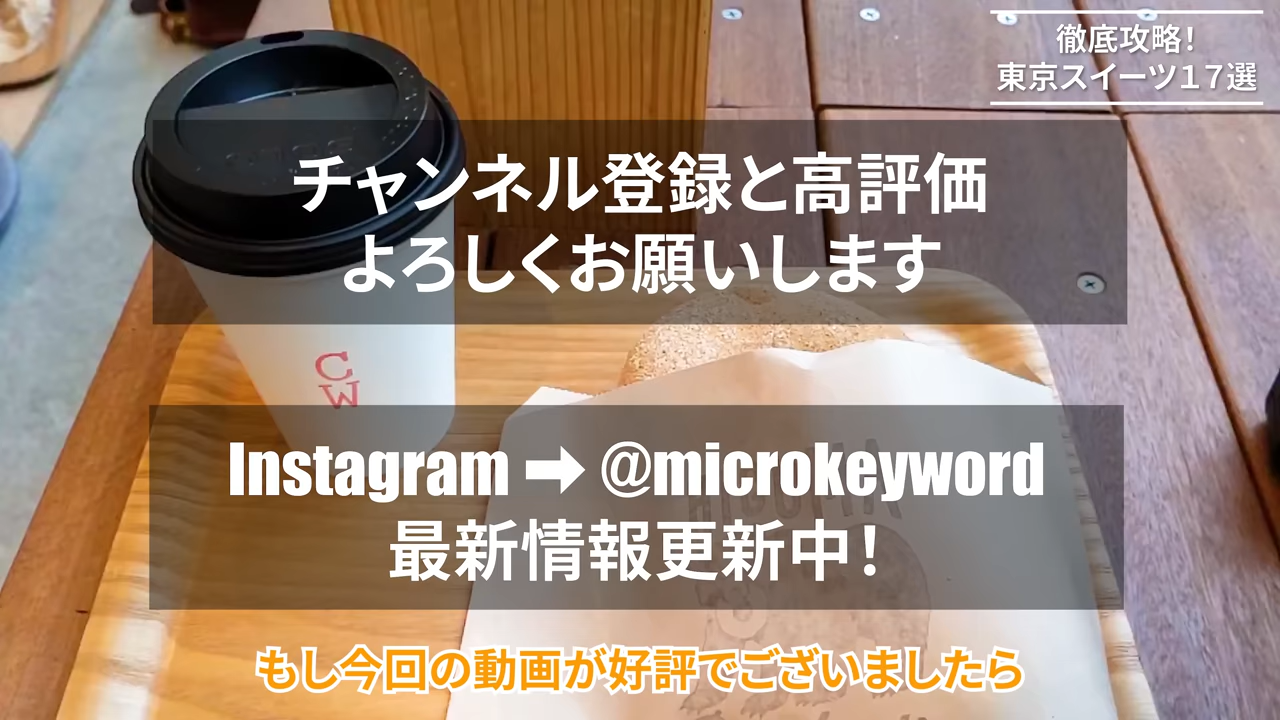 徹底攻略！
東京スイーツ１７選
チャンネル登録と高評価
よろしくお願いします
C
W
Instagram ➡ @microkeyword
最新情報更新中！
もし今回の動画が好評でございましたら